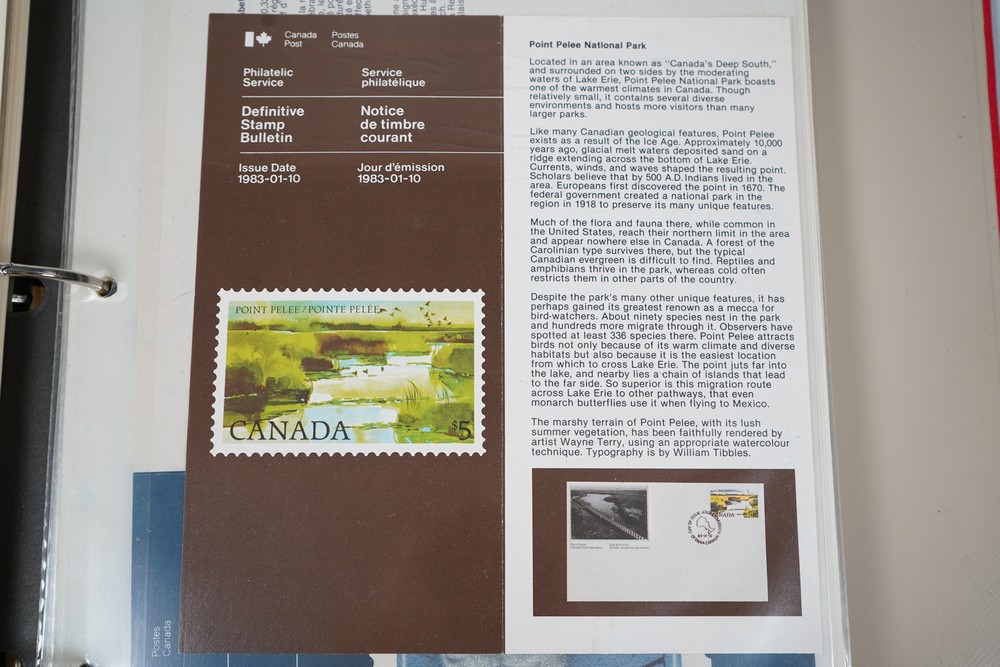 Canada
Post
Postes
Canada
Philatelic
Service
Service
philatélique
Definitive
Stamp
Bulletin
Notice
de timbre
courant
Issue Date
1983-01-10
Jour d'émission
1983-01-10
POINT PELEE / POINTE PELEE
CANADA
$5
Postes
Canada
Point Pelee National Park
Located in an area known as "Canada's Deep South,"
and surrounded on two sides by the moderating
waters of Lake Erie, Point Pelee National Park boasts
one of the warmest climates in Canada. Though
relatively small, it contains several diverse
environments and hosts more visitors than many
larger parks.
Like many Canadian geological features, Point Pelee
exists as a result of the Ice Age. Approximately 10,000
years ago, glacial melt waters deposited sand on a
ridge extending across the bottom of Lake Erie.
Currents, winds, and waves shaped the resulting point.
Scholars believe that by 500 A.D. Indians lived in the
area. Europeans first discovered the point in 1670. The
federal government created a national park in the
region in 1918 to preserve its many unique features.
Much of the flora and fauna there, while common in
the United States, reach their northern limit in the area
and appear nowhere else in Canada. A forest of the
Carolinian type survives there, but the typical
Canadian evergreen is difficult to find. Reptiles and
amphibians thrive in the park, whereas cold often
restricts them in other parts of the country.
Despite the park's many other unique features, it has
perhaps gained its greatest renown as a mecca for
bird-watchers. About ninety species nest in the park
and hundreds more migrate through it. Observers have
spotted at least 336 species there. Point Pelee attracts
birds not only because of its warm climate and diverse
habitats but also because it is the easiest location
from which to cross Lake Erie. The point juts far into
the lake, and nearby lies a chain of islands that lead
to the far side. So superior is this migration route
across Lake Erie to other pathways, that even
monarch butterflies use it when flying to Mexico.
The marshy terrain of Point Pelee, with its lush
summer vegetation, has been faithfully rendered by
artist Wayne Terry, using an appropriate watercolour
technique. Typography is by William Tibbles.
CANADA